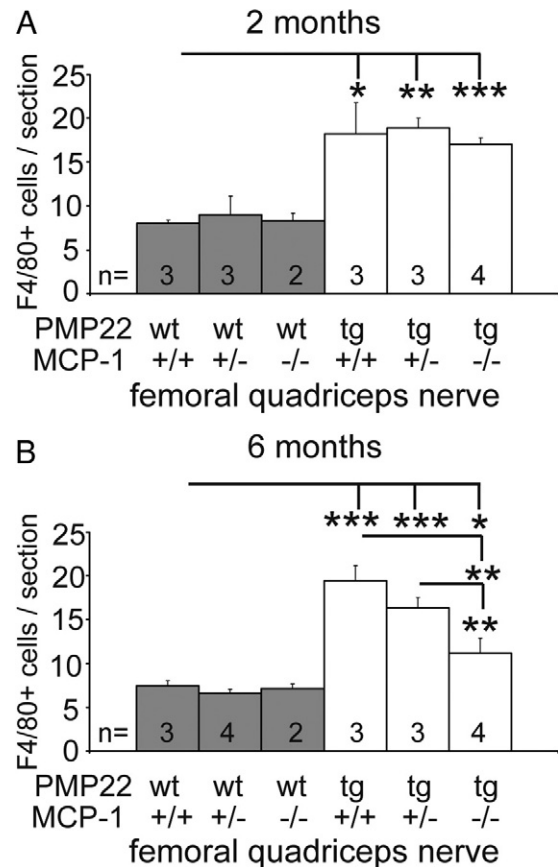 A
2 months
* ** ***
F4/80+ cells / section
25
20
15
10
5
0
n= 3 3 2 3 3 4
PMP22 wt wt wt tg tg tg
MCP-1 +/+ +/- -/- +/+ +/- -/-
femoral quadriceps nerve
B
6 months
*** *** *
**
**
F4/80+ cells / section
25
20
15
10
5
0
n= 3 4 2 3 3 4
PMP22 wt wt wt tg tg tg
MCP-1 +/+ +/- -/- +/+ +/- -/-
femoral quadriceps nerve